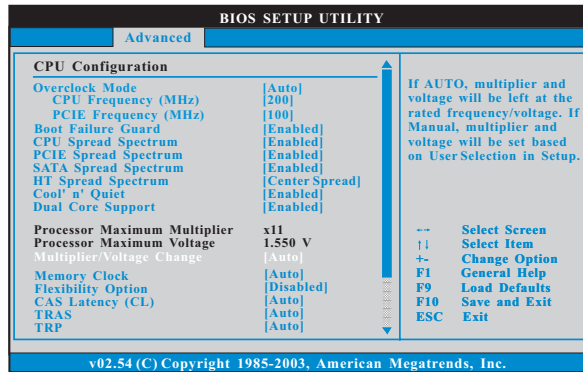 BIOS SETUP UTILITY
Advanced
CPU Configuration
Overclock Mode [Auto]
CPU Frequency (MHz) [200]
PCIE Frequency (MHz) [100]
Boot Failure Guard [Enabled]
CPU Spread Spectrum [Enabled]
PCIE Spread Spectrum [Enabled]
SATA Spread Spectrum [Enabled]
HT Spread Spectrum [Center Spread]
Cool' n' Quiet [Enabled]
Dual Core Support [Enabled]
Processor Maximum Multiplier x11
Processor Maximum Voltage 1.550 V
Multiplier/Voltage Change [Auto]
Memory Clock [Auto]
Flexibility Option [Disabled]
CAS Latency (CL) [Auto]
TRAS [Auto]
TRP [Auto]
If AUTO, multiplier and
voltage will be left at the
rated frequency/voltage. If
Manual, multiplier and
voltage will be set based
on User Selection in Setup.
←→ Select Screen
↑↓ Select Item
+- Change Option
F1 General Help
F9 Load Defaults
F10 Save and Exit
ESC Exit
v02.54 (C) Copyright 1985-2003, American Megatrends, Inc.